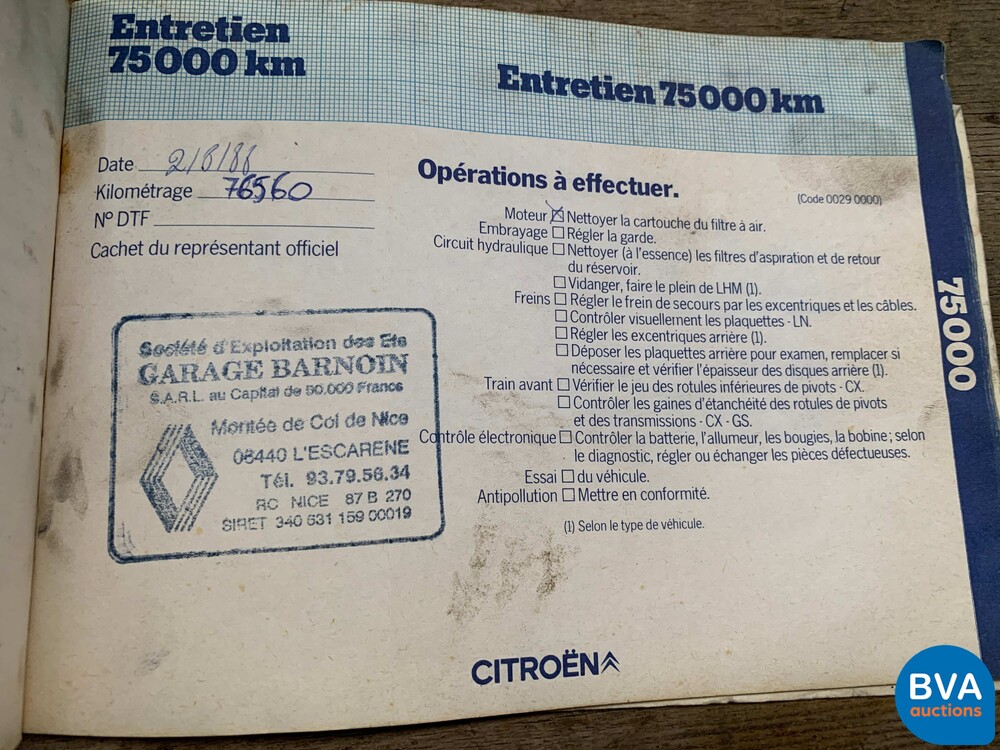 Entretien
75000 km
Entretien 75000 km
Date 2/8/88
Kilométrage 76560
N° DTF
Cachet du représentant officiel
Société d'Exploitation des Ets
GARAGE BARNOIN
S.A.R.L. au Capital de 50.000 Francs
Montée de Col de Nice
06440 L'ESCARENE
Tél. 93.79.56.34
RC NICE 87 B 270
SIRET 340 531 159 00019
Opérations à effectuer.
(Code 0029 0000)
Moteur ☒ Nettoyer la cartouche du filtre à air.
Embrayage ☐ Régler la garde.
Circuit hydraulique ☐ Nettoyer (à l'essence) les filtres d'aspiration et de retour
du réservoir.
☐ Vidanger, faire le plein de LHM (1).
Freins ☐ Régler le frein de secours par les excentriques et les câbles.
☐ Contrôler visuellement les plaquettes - LN.
☐ Régler les excentriques arrière (1).
☐ Déposer les plaquettes arrière pour examen, remplacer si
nécessaire et vérifier l'épaisseur des disques arrière (1).
Train avant ☐ Vérifier le jeu des rotules inférieures de pivots - CX.
☐ Contrôler les gaines d'étanchéité des rotules de pivots
et des transmissions - CX - GS.
Contrôle électronique ☐ Contrôler la batterie, l'allumeur, les bougies, la bobine ; selon
le diagnostic, régler ou échanger les pièces défectueuses.
Essai ☐ du véhicule.
Antipollution ☐ Mettre en conformité.
(1) Selon le type de véhicule.
CITROËN
75000
BVA
auctions